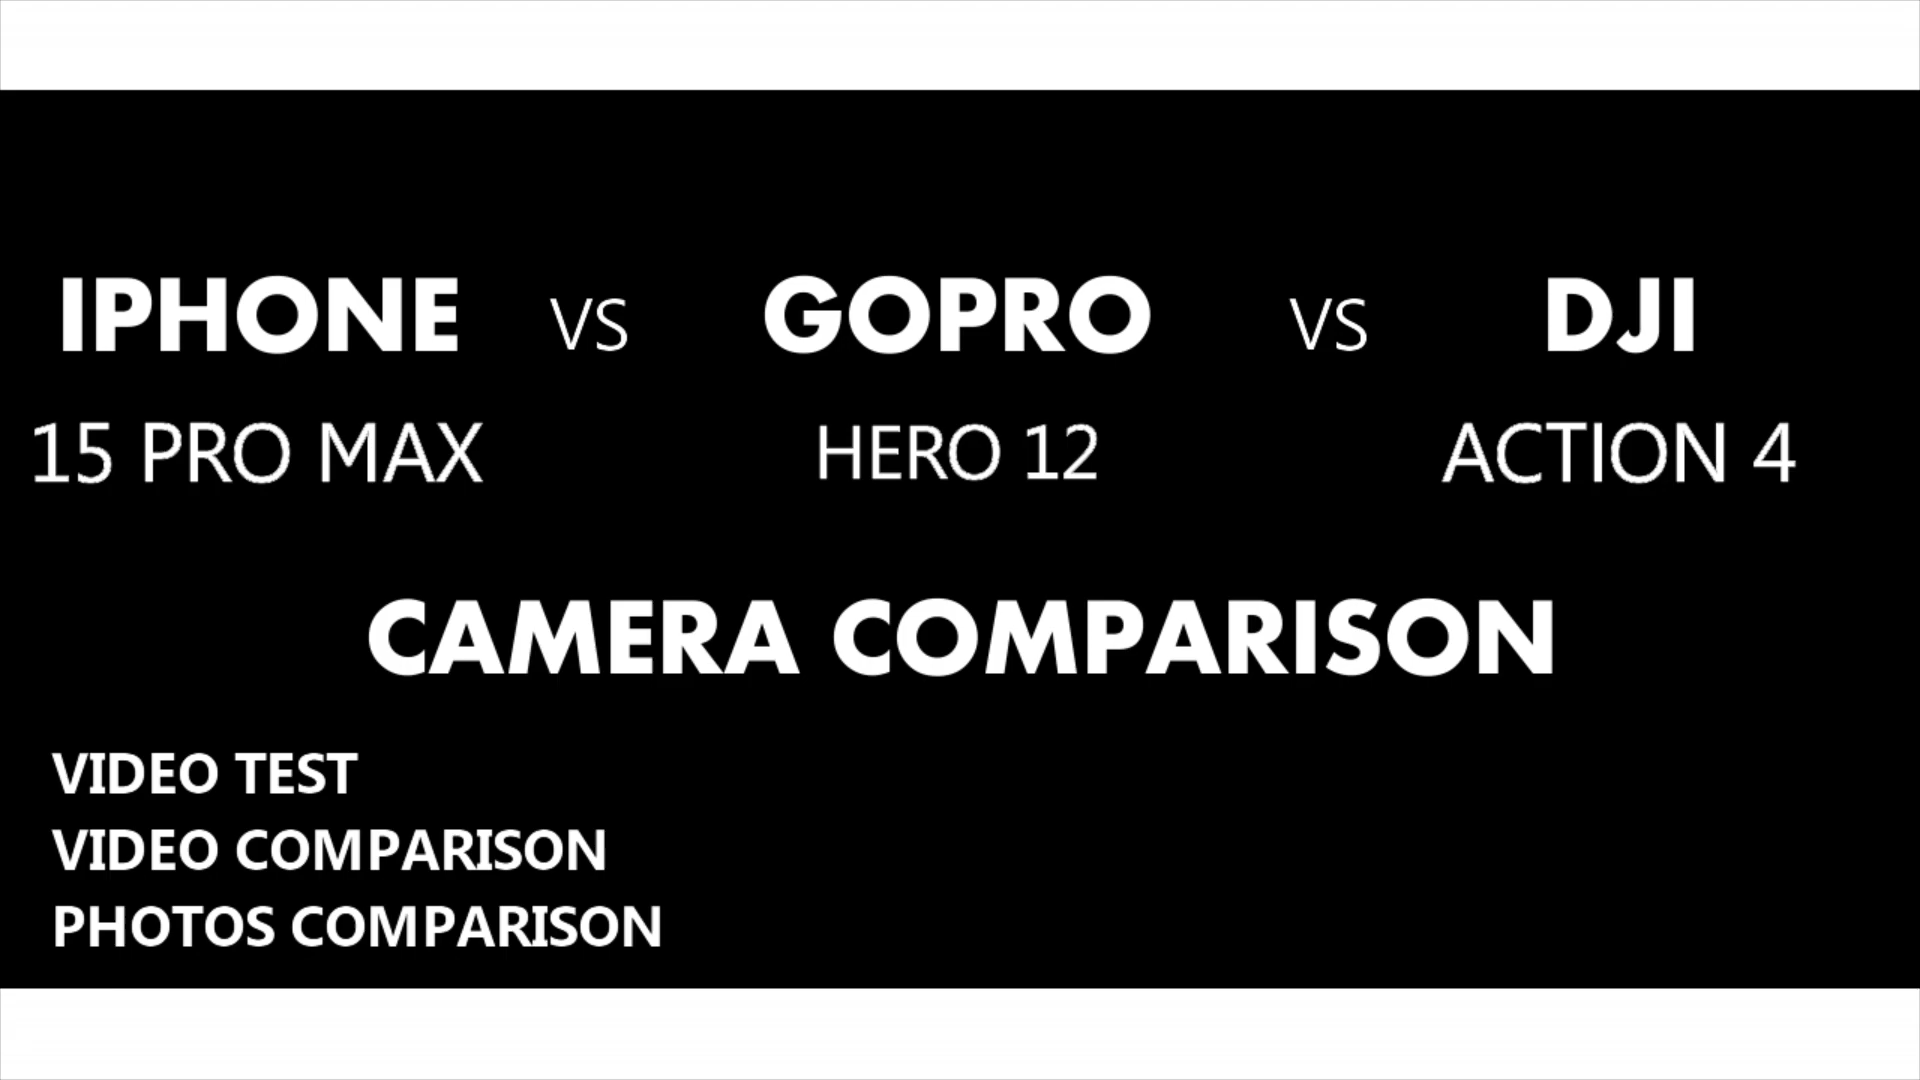 IPHONE VS GOPRO VS DJI
15 PRO MAX HERO 12 ACTION 4
CAMERA COMPARISON
VIDEO TEST
VIDEO COMPARISON
PHOTOS COMPARISON